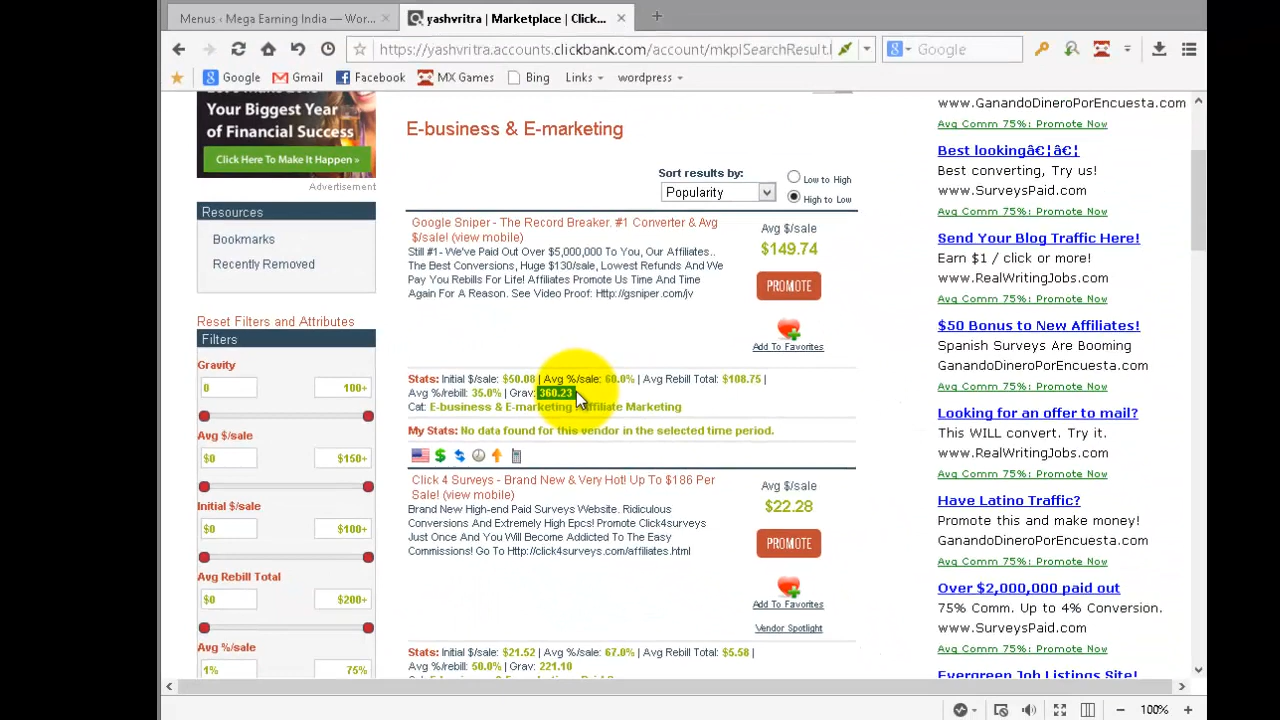 Menus ‹ Mega Earning India — Wor...
yashvritra | Marketplace | Click...
https://yashvritra.accounts.clickbank.com/account/mkplSearchResult.
Google
Google
Gmail
Facebook
MX Games
Bing
Links
wordpress
Your Biggest Year
of Financial Success
Click Here To Make It Happen »
Advertisement
Resources
Bookmarks
Recently Removed
Reset Filters and Attributes
Filters
Gravity
0
100+
Avg $/sale
$0
$150+
Initial $/sale
$0
$100+
Avg Rebill Total
$0
$200+
Avg %/sale
1%
75%
E-business & E-marketing
Sort results by:
Popularity
Low to High
High to Low
Google Sniper - The Record Breaker. #1 Converter & Avg
$/sale! (view mobile)
Still #1- We've Paid Out Over $5,000,000 To You, Our Affiliates..
The Best Conversions, Huge $130/sale, Lowest Refunds And We
Pay You Rebills For Life! Affiliates Promote Us Time And Time
Again For A Reason. See Video Proof: Http://gsniper.com/jv
Avg $/sale
$149.74
PROMOTE
Add To Favorites
Stats: Initial $/sale: $50.08 | Avg %/sale: 60.0% | Avg Rebill Total: $108.75 |
Avg %/rebill: 35.0% | Grav: 360.23
Cat: E-business & E-marketing : Affiliate Marketing
My Stats: No data found for this vendor in the selected time period.
Click 4 Surveys - Brand New & Very Hot! Up To $186 Per
Sale! (view mobile)
Brand New High-end Paid Surveys Website. Ridiculous
Conversions And Extremely High Epcs! Promote Click4surveys
Just Once And You Will Become Addicted To The Easy
Commissions! Go To Http://click4surveys.com/affiliates.html
Avg $/sale
$22.28
PROMOTE
Add To Favorites
Vendor Spotlight
Stats: Initial $/sale: $21.52 | Avg %/sale: 67.0% | Avg Rebill Total: $5.58 |
Avg %/rebill: 50.0% | Grav: 221.10
www.GanandoDineroPorEncuesta.com
Avg Comm 75%: Promote Now
Best lookingâ€¦â€¦!
Best converting, Try us!
www.SurveysPaid.com
Avg Comm 75%: Promote Now
Send Your Blog Traffic Here!
Earn $1 / click or more!
www.RealWritingJobs.com
Avg Comm 75%: Promote Now
$50 Bonus to New Affiliates!
Spanish Surveys Are Booming
GanandoDineroPorEncuesta.com
Avg Comm 75%: Promote Now
Looking for an offer to mail?
This WILL convert. Try it.
www.RealWritingJobs.com
Avg Comm 75%: Promote Now
Have Latino Traffic?
Promote this and make money!
GanandoDineroPorEncuesta.com
Avg Comm 75%: Promote Now
Over $2,000,000 paid out
75% Comm. Up to 4% Conversion.
www.SurveysPaid.com
Avg Comm 75%: Promote Now
Evergreen Job Listings Site!
100%